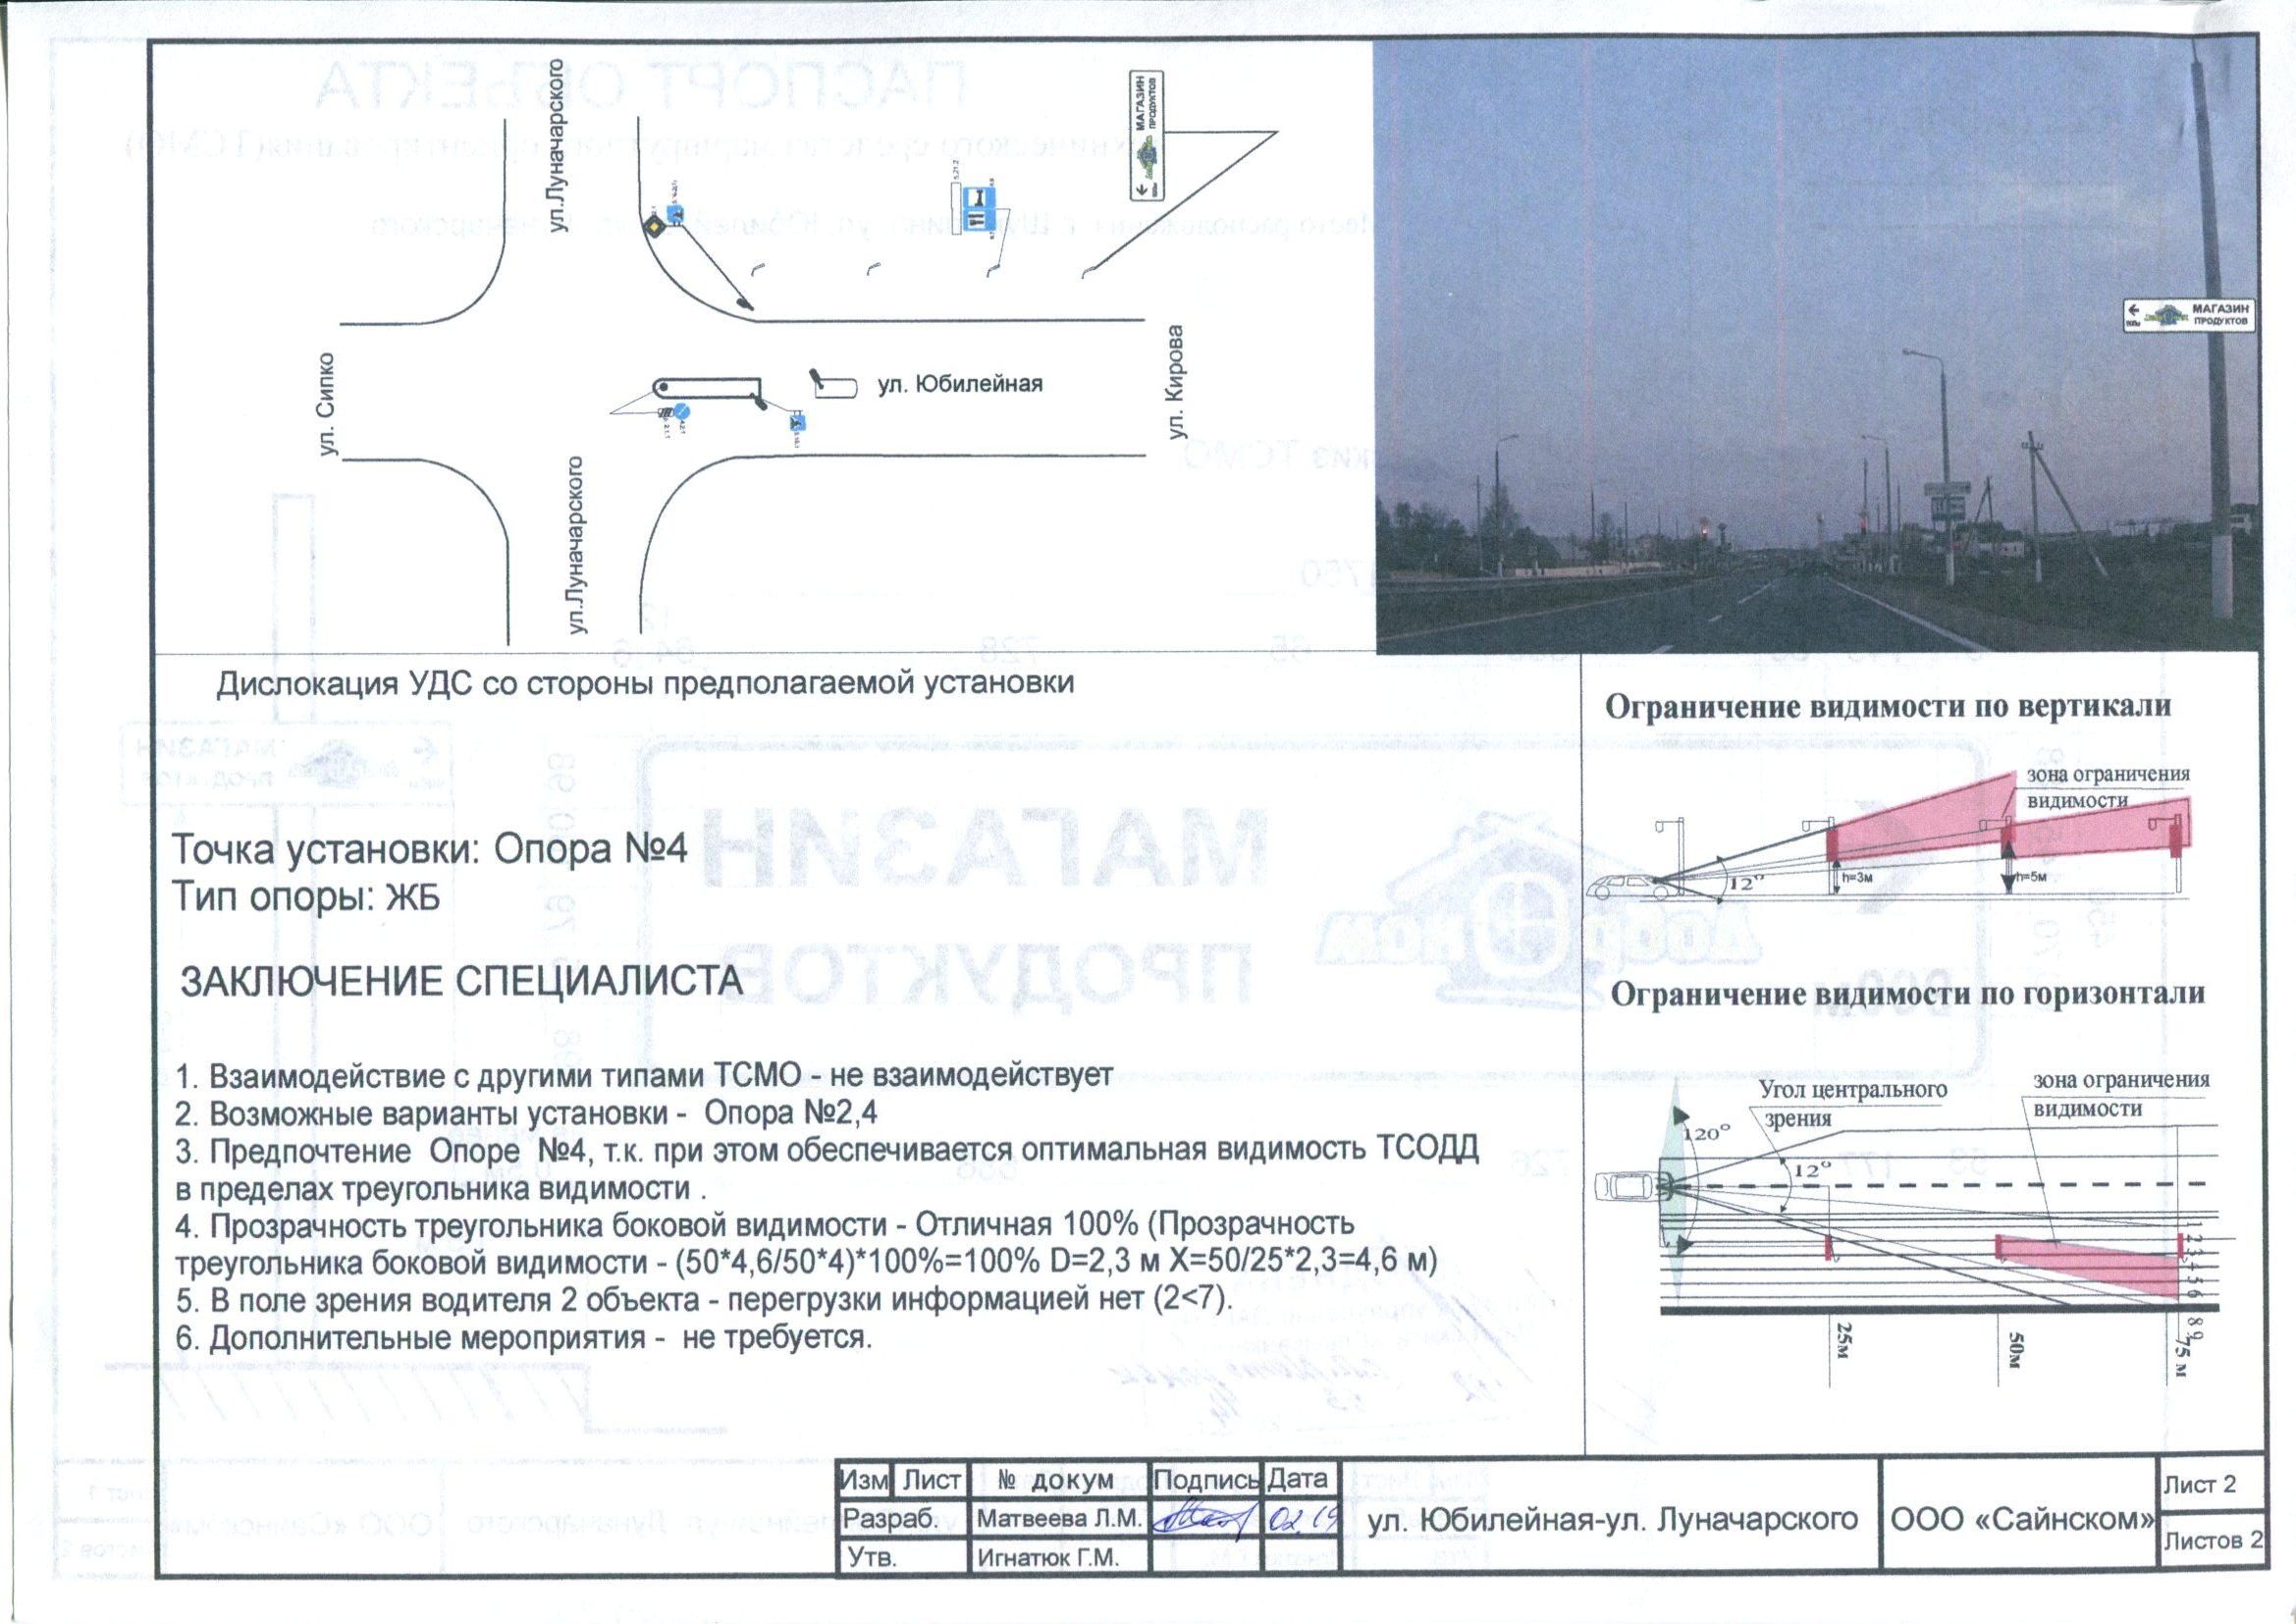 ул.Луначарского
МАГАЗИН
ПРОДУКТОВ
ул. Сипко
ул. Юбилейная
ул. Кирова
ул.Луначарского
МАГАЗИН
ПРОДУКТОВ
Дислокация УДС со стороны предполагаемой установки
Точка установки: Опора №4
Тип опоры: ЖБ
ЗАКЛЮЧЕНИЕ СПЕЦИАЛИСТА
1. Взаимодействие с другими типами ТСМО - не взаимодействует
2. Возможные варианты установки - Опора №2,4
3. Предпочтение Опоре №4, т.к. при этом обеспечивается оптимальная видимость ТСОДД
в пределах треугольника видимости .
4. Прозрачность треугольника боковой видимости - Отличная 100% (Прозрачность
треугольника боковой видимости - (50*4,6/50*4)*100%=100% D=2,3 м X=50/25*2,3=4,6 м)
5. В поле зрения водителя 2 объекта - перегрузки информацией нет (2<7).
6. Дополнительные мероприятия - не требуется.
Ограничение видимости по вертикали
зона ограничения
видимости
12°
h=3м
h=5м
Ограничение видимости по горизонтали
Угол центрального
зрения
зона ограничения
видимости
120°
12°
1 2 3 4 5 6
8 9
25м
50м
75 м
Изм Лист № докум Подпись Дата
Разраб. Матвеева Л.М. 02.19
Утв. Игнатюк Г.М.
ул. Юбилейная-ул. Луначарского
ООО «Сайнском»
Лист 2
Листов 2